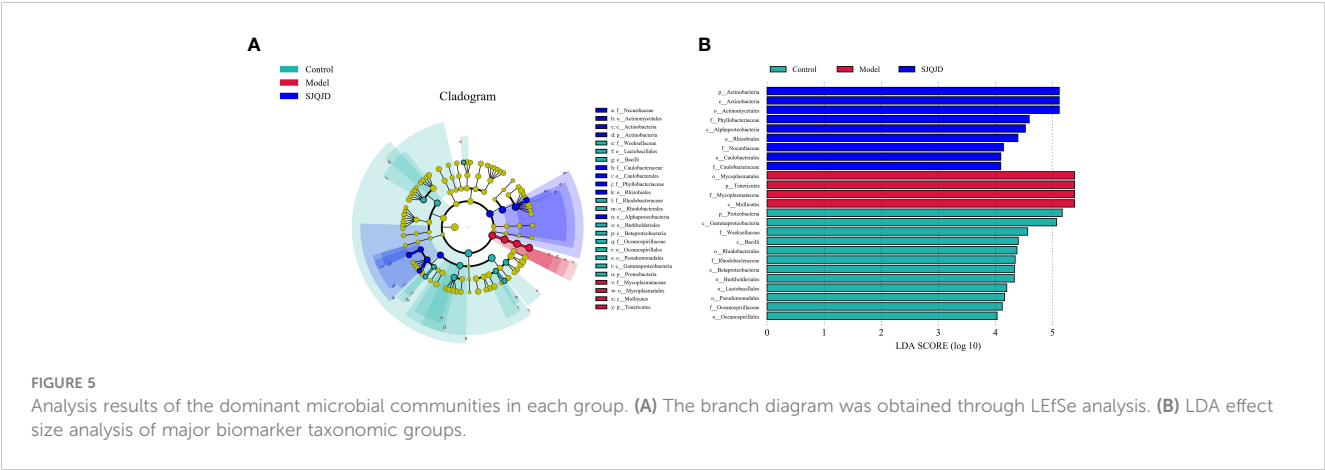 A
Control
Model
SJQJD
Cladogram
a: f__Nocardiaceae
b: o__Actinomycetales
c: c__Actinobacteria
d: p__Actinobacteria
e: f__Weeksellaceae
f: o__Lactobacillales
g: c__Bacilli
h: f__Caulobacteraceae
i: o__Caulobacterales
j: f__Phyllobacteriaceae
k: o__Rhizobiales
l: f__Rhodobacteraceae
m: o__Rhodobacterales
n: c__Alphaproteobacteria
o: o__Burkholderiales
p: c__Betaproteobacteria
q: f__Oceanospirillaceae
r: o__Oceanospirillales
s: o__Pseudomonadales
t: c__Gammaproteobacteria
u: p__Proteobacteria
v: f__Mycoplasmataceae
w: o__Mycoplasmatales
x: c__Mollicutes
y: p__Tenericutes
B
Control
Model
SJQJD
p__Actinobacteria
c__Actinobacteria
o__Actinomycetales
f__Phyllobacteriaceae
c__Alphaproteobacteria
o__Rhizobiales
f__Nocardiaceae
o__Caulobacterales
f__Caulobacteraceae
o__Mycoplasmatales
p__Tenericutes
f__Mycoplasmataceae
c__Mollicutes
p__Proteobacteria
c__Gammaproteobacteria
f__Weeksellaceae
c__Bacilli
o__Rhodobacterales
f__Rhodobacteraceae
c__Betaproteobacteria
o__Burkholderiales
o__Lactobacillales
o__Pseudomonadales
f__Oceanospirillaceae
o__Oceanospirillales
0 1 2 3 4 5
LDA SCORE (log 10)
FIGURE 5
Analysis results of the dominant microbial communities in each group. (A) The branch diagram was obtained through LEfSe analysis. (B) LDA effect
size analysis of major biomarker taxonomic groups.